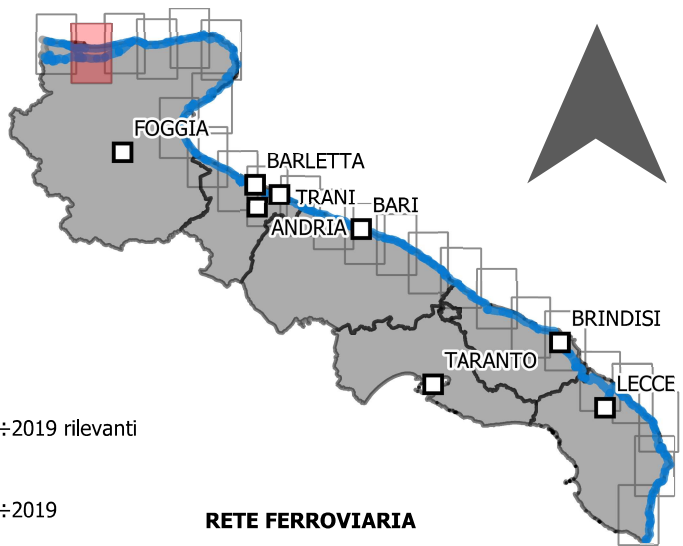 FOGGIA
BARLETTA
TRANI
BARI
ANDRIA
BRINDISI
TARANTO
LECCE
÷2019 rilevanti
÷2019
RETE FERROVIARIA